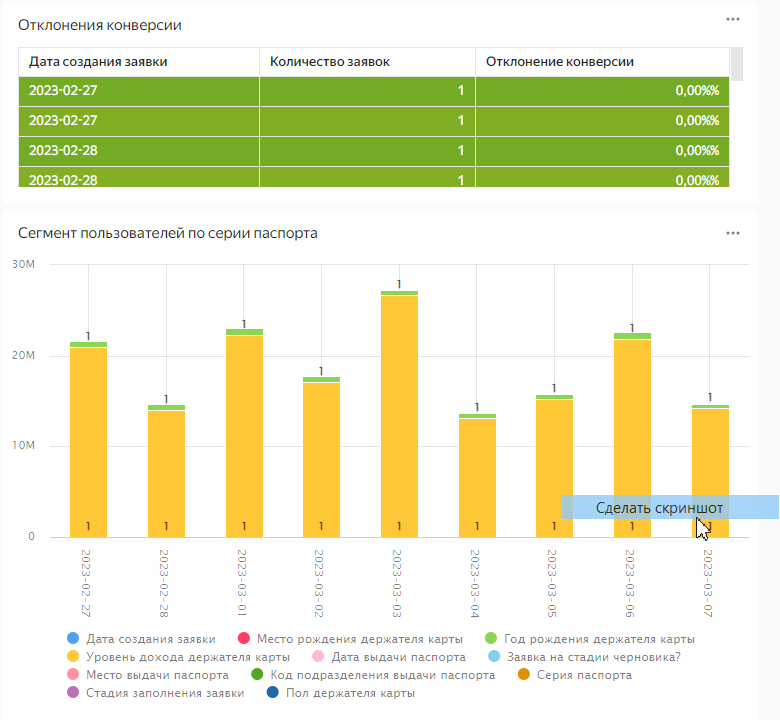 Отклонения конверсии
Дата создания заявки Количество заявок Отклонение конверсии
2023-02-27 1 0,00%%
2023-02-27 1 0,00%%
2023-02-28 1 0,00%%
2023-02-28 1 0,00%%
Сегмент пользователей по серии паспорта
30M
20M
10M
0
1 1 1 1 1 1 1 1 1
1 1 1 1 1 1 1 1 1
Сделать скриншот
2023-02-27 2023-02-28 2023-03-01 2023-03-02 2023-03-03 2023-03-04 2023-03-05 2023-03-06 2023-03-07
Дата создания заявки Место рождения держателя карты Год рождения держателя карты
Уровень дохода держателя карты Дата выдачи паспорта Заявка на стадии черновика?
Место выдачи паспорта Код подразделения выдачи паспорта Серия паспорта
Стадия заполнения заявки Пол держателя карты